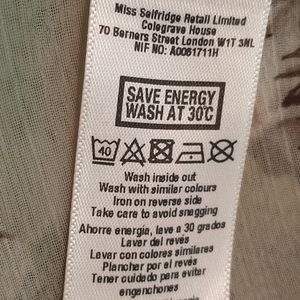 Miss Selfridge Retail Limited
Colegrave House
70 Berners Street London W1T 3NL
NIF NO: A0081711H
SAVE ENERGY
WASH AT 30°C
40
Wash inside out
Wash with similar colours
Iron on reverse side
Take care to avoid snagging
Ahorre energia, lave a 30 grados
Lavar del revés
Lavar con colores similares
Planchar por el revés
Tener cuidado para evitar
enganchones